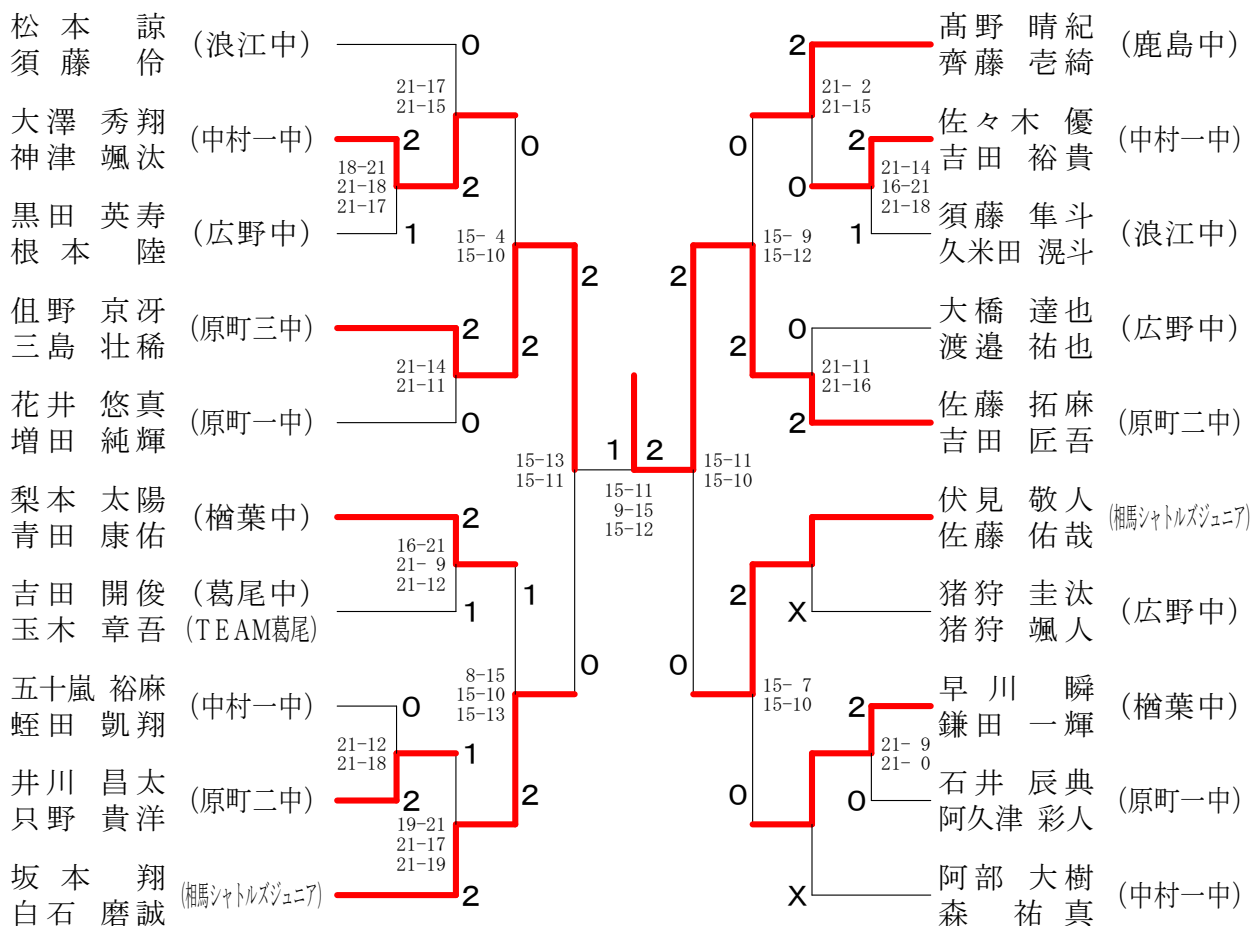 松本 諒
須藤 伶
(浪江中)
0
21-17
21-15
大澤 秀翔
神津 颯汰
(中村一中)
2
0
18-21
21-18
21-17
2
黒田 英寿
根本 陸
(広野中)
1
15- 4
15-10
2
伹野 京冴
三島 壮稀
(原町三中)
2
2
21-14
21-11
花井 悠真
増田 純輝
(原町一中)
0
15-13
15-11
梨本 太陽
青田 康佑
(楢葉中)
2
16-21
21- 9
21-12
1
吉田 開俊
玉木 章吾
(葛尾中)
(TEAM葛尾)
1
0
8-15
15-10
15-13
五十嵐 裕麻
蛭田 凱翔
(中村一中)
0
21-12
21-18
1
井川 昌太
只野 貴洋
(原町二中)
2
2
19-21
21-17
21-19
坂本 翔
白石 磨誠
(相馬シャトルズジュニア)
2
1
2
15-11
9-15
15-12
2
髙野 晴紀
齊藤 壱綺
(鹿島中)
21- 2
21-15
0
2
佐々木 優
吉田 裕貴
(中村一中)
0
21-14
16-21
21-18
1
須藤 隼斗
久米田 滉斗
(浪江中)
15- 9
15-12
2
0
大橋 達也
渡邉 祐也
(広野中)
2
21-11
21-16
2
佐藤 拓麻
吉田 匠吾
(原町二中)
15-11
15-10
伏見 敬人
佐藤 佑哉
(相馬シャトルズジュニア)
2
X
猪狩 圭汰
猪狩 颯人
(広野中)
0
15- 7
15-10
2
早川 瞬
鎌田 一輝
(楢葉中)
21- 9
21- 0
0
0
石井 辰典
阿久津 彩人
(原町一中)
X
阿部 大樹
森 祐真
(中村一中)